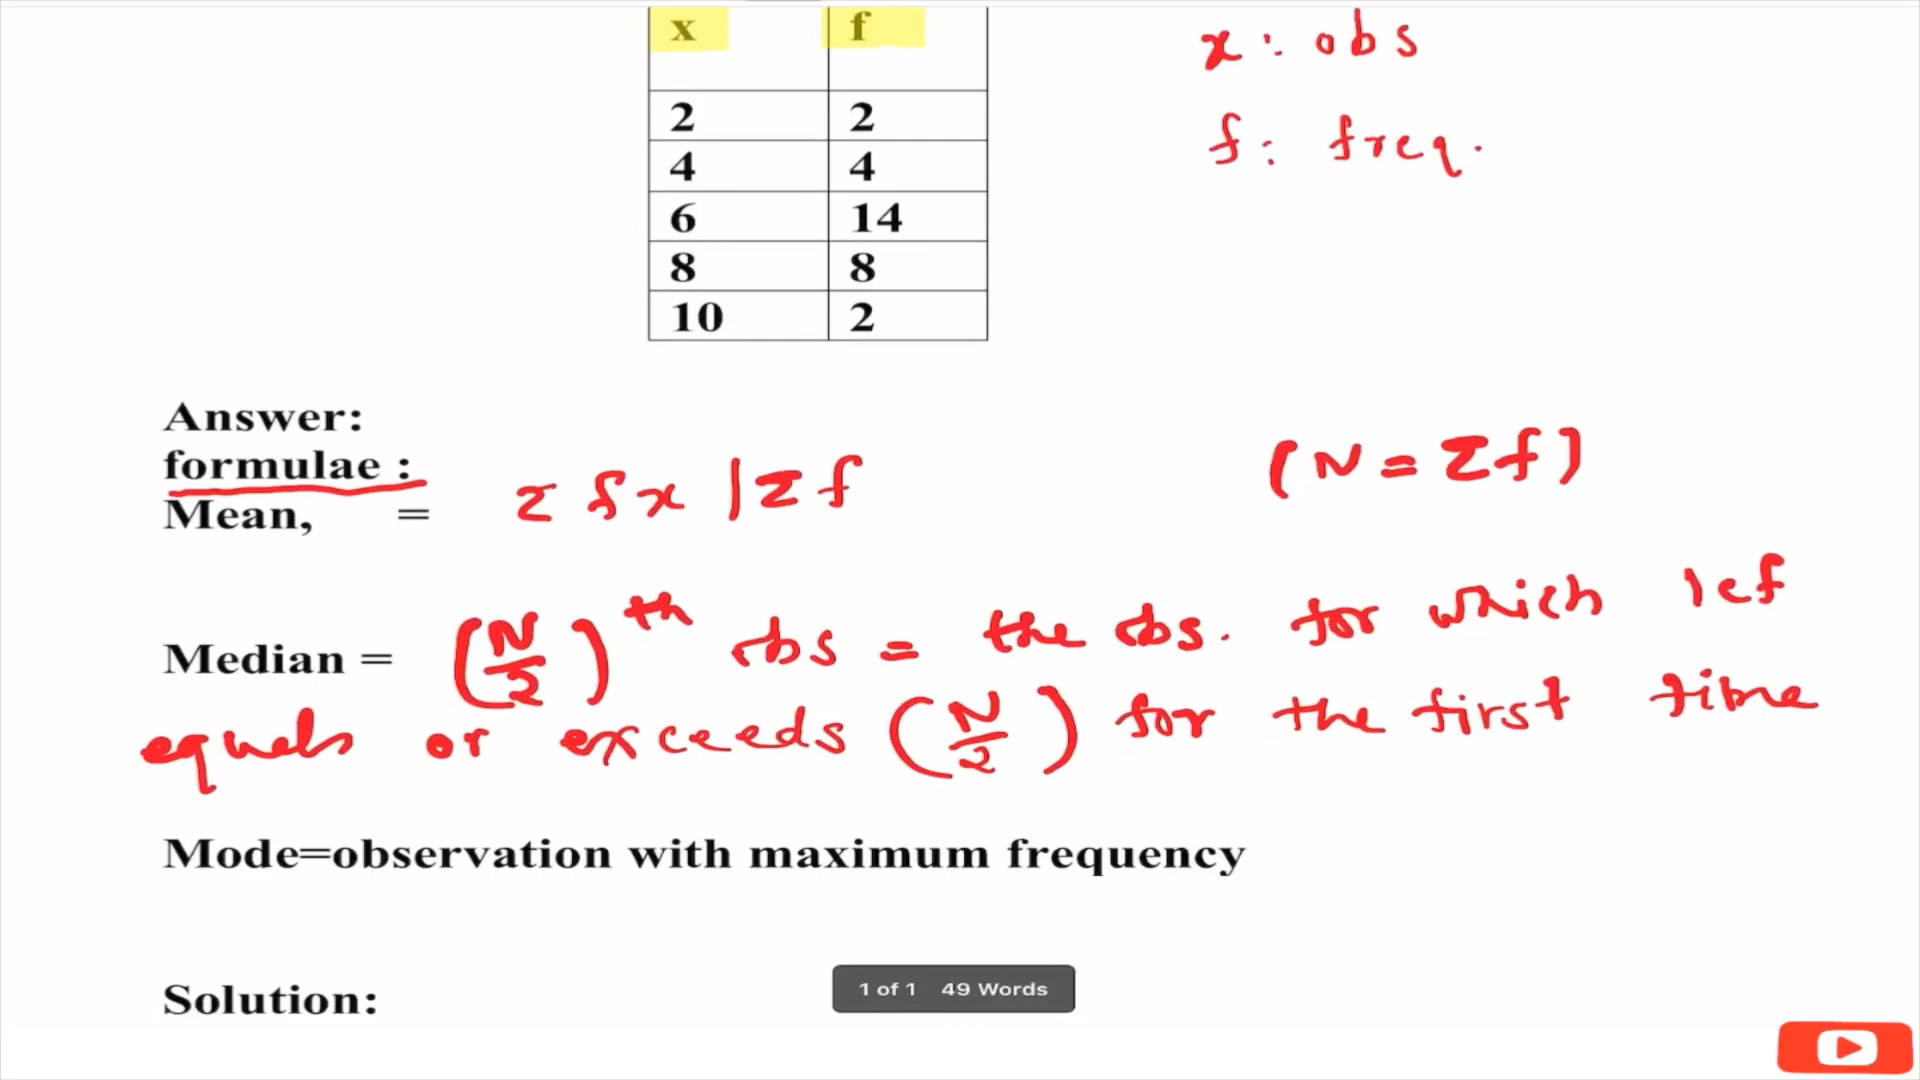 x f
x : obs
f : freq.
2 2
4 4
6 14
8 8
10 2
Answer:
formulae :
(N = Σf)
Mean, = Σ fx | Σf
Median = (N/2)th obs = the obs. for which lcf
equals or exceeds (N/2) for the first time
Mode=observation with maximum frequency
Solution:
1 of 1 49 Words